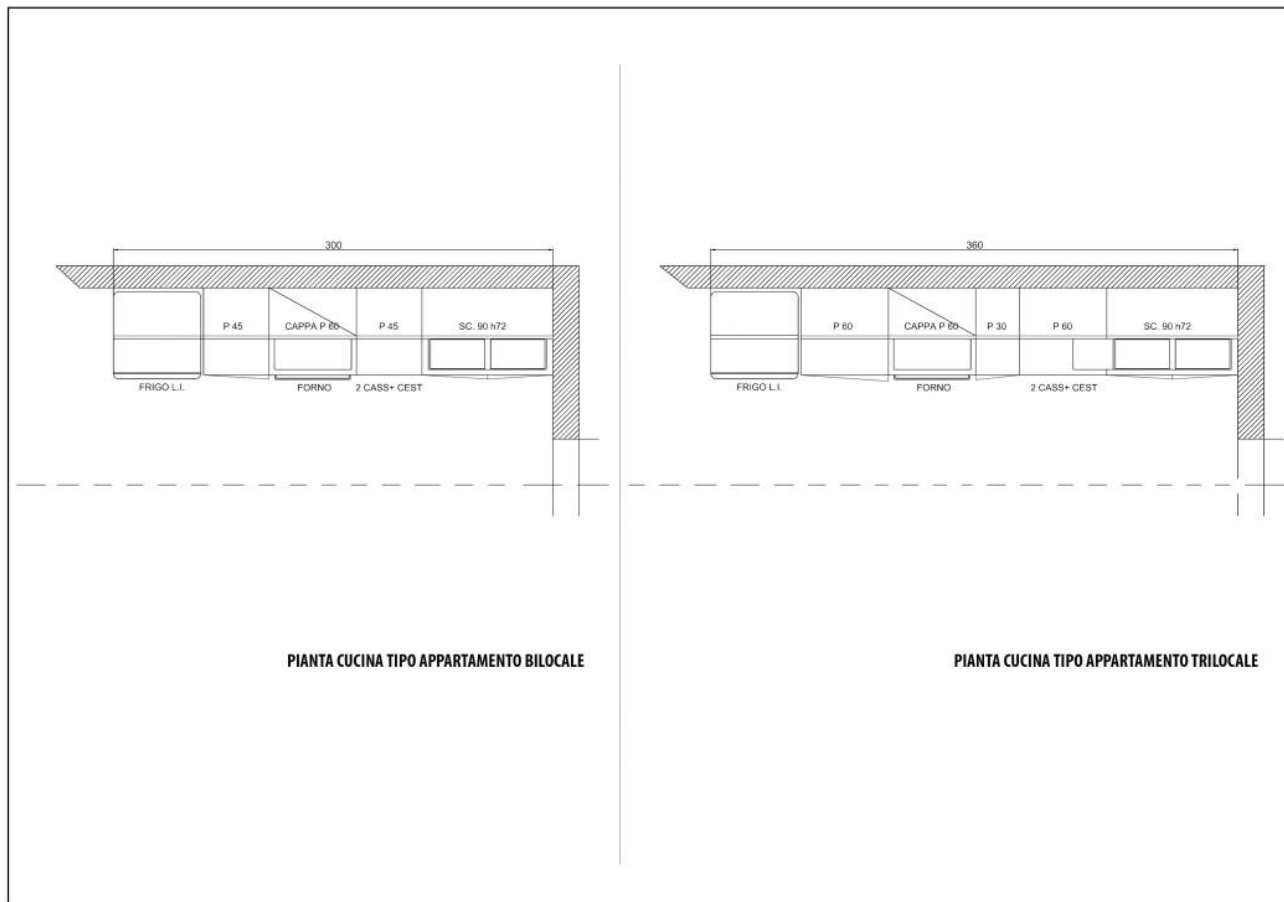 300
P 45 CAPPA P 60 P 45 SC. 90 h72
FRIGO L.I. FORNO 2 CASS+ CEST
PIANTA CUCINA TIPO APPARTAMENTO BILOCALE
360
P 60 CAPPA P 60 P 30 P 60 SC. 90 h72
FRIGO L.I. FORNO 2 CASS+ CEST
PIANTA CUCINA TIPO APPARTAMENTO TRILOCALE